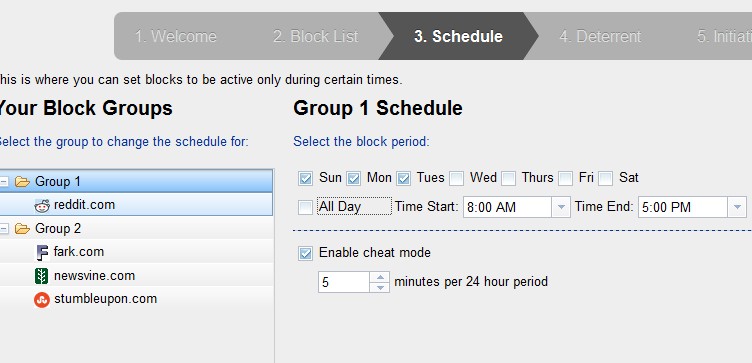 1. Welcome 2. Block List 3. Schedule 4. Deterrent 5. Initiati
his is where you can set blocks to be active only during certain times.
Your Block Groups
Select the group to change the schedule for:
Group 1
reddit.com
Group 2
fark.com
newsvine.com
stumbleupon.com
Group 1 Schedule
Select the block period:
Sun Mon Tues Wed Thurs Fri Sat
All Day Time Start: 8:00 AM Time End: 5:00 PM
Enable cheat mode
5 minutes per 24 hour period